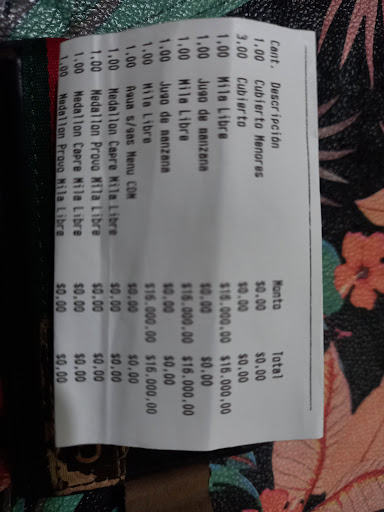 Cant. Descripción Monto Total
1.00 Cubierto Menores $0.00 $0.00
3.00 Cubierto $0.00 $0.00
1.00 Mila Libre $16.000,00 $16.000,00
1.00 Jugo de manzana $0.00 $0.00
1.00 Mila Libre $16.000,00 $16.000,00
1.00 Jugo de manzana $0.00 $0.00
1.00 Mila Libre $16.000,00 $16.000,00
1.00 Agua s/gas Menu COM $0,00 $0,00
1.00 Medallon Capre Mila Libre $0,00 $0,00
1.00 Medallon Provo Mila Libre $0,00 $0,00
1.00 Medallon Capre Mila Libre $0,00 $0,00
1.00 Medallon Provo Mila Libre $0,00 $0,00